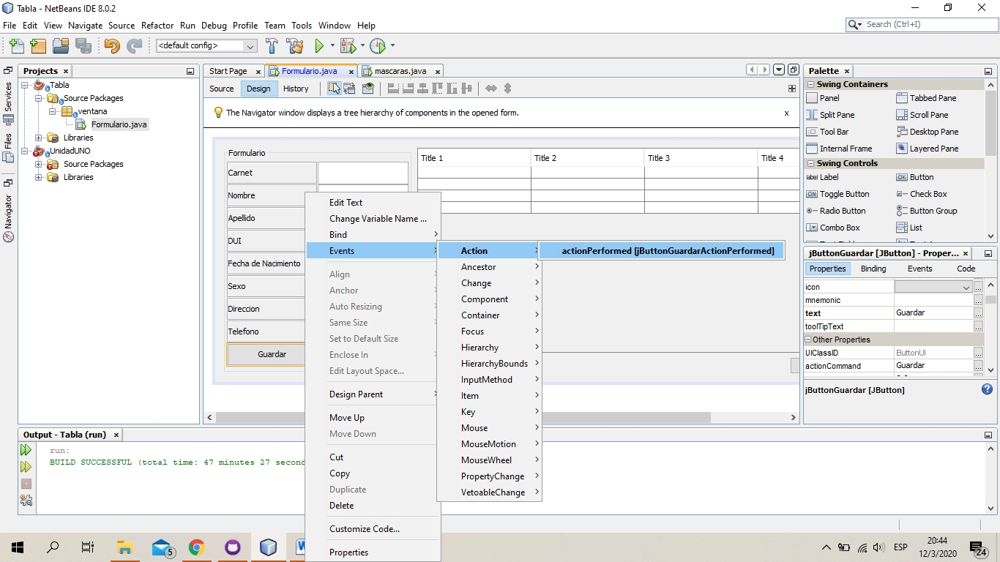 Tabla - NetBeans IDE 8.0.2
File Edit View Navigate Source Refactor Run Debug Profile Team Tools Window Help
Search (Ctrl+I)
<default config>
Projects
Tabla
Source Packages
ventana
Formulario.java
Libraries
UnidadUNO
Source Packages
Libraries
Services
Files
Navigator
Start Page
Formulario.java
mascaras.java
Source Design History
The Navigator window displays a tree hierarchy of components in the opened form.
x
Formulario
Carnet
Nombre
Apellido
DUI
Fecha de Nacimiento
Sexo
Direccion
Telefono
Guardar
Title 1 Title 2 Title 3 Title 4
Edit Text
Change Variable Name ...
Bind
Events
Align
Anchor
Auto Resizing
Same Size
Set to Default Size
Enclose In
Edit Layout Space...
Design Parent
Move Up
Move Down
Cut
Copy
Duplicate
Delete
Customize Code...
Properties
Action
Ancestor
Change
Component
Container
Focus
Hierarchy
HierarchyBounds
InputMethod
Item
Key
Mouse
MouseMotion
MouseWheel
PropertyChange
VetoableChange
actionPerformed [jButtonGuardarActionPerformed]
Palette
Swing Containers
Panel Tabbed Pane
Split Pane Scroll Pane
Tool Bar Desktop Pane
Internal Frame Layered Pane
Swing Controls
label Label OK Button
ON Toggle Button Check Box
Radio Button Button Group
Combo Box List
jButtonGuardar [JButton] - Proper...
Properties Binding Events Code
icon
mnemonic
text Guardar
toolTipText
Other Properties
UIClassID ButtonUI
actionCommand Guardar
jButtonGuardar [JButton]
Output - Tabla (run)
run:
BUILD SUCCESSFUL (total time: 47 minutes 27 second
5
W
ESP
20:44
12/3/2020
24